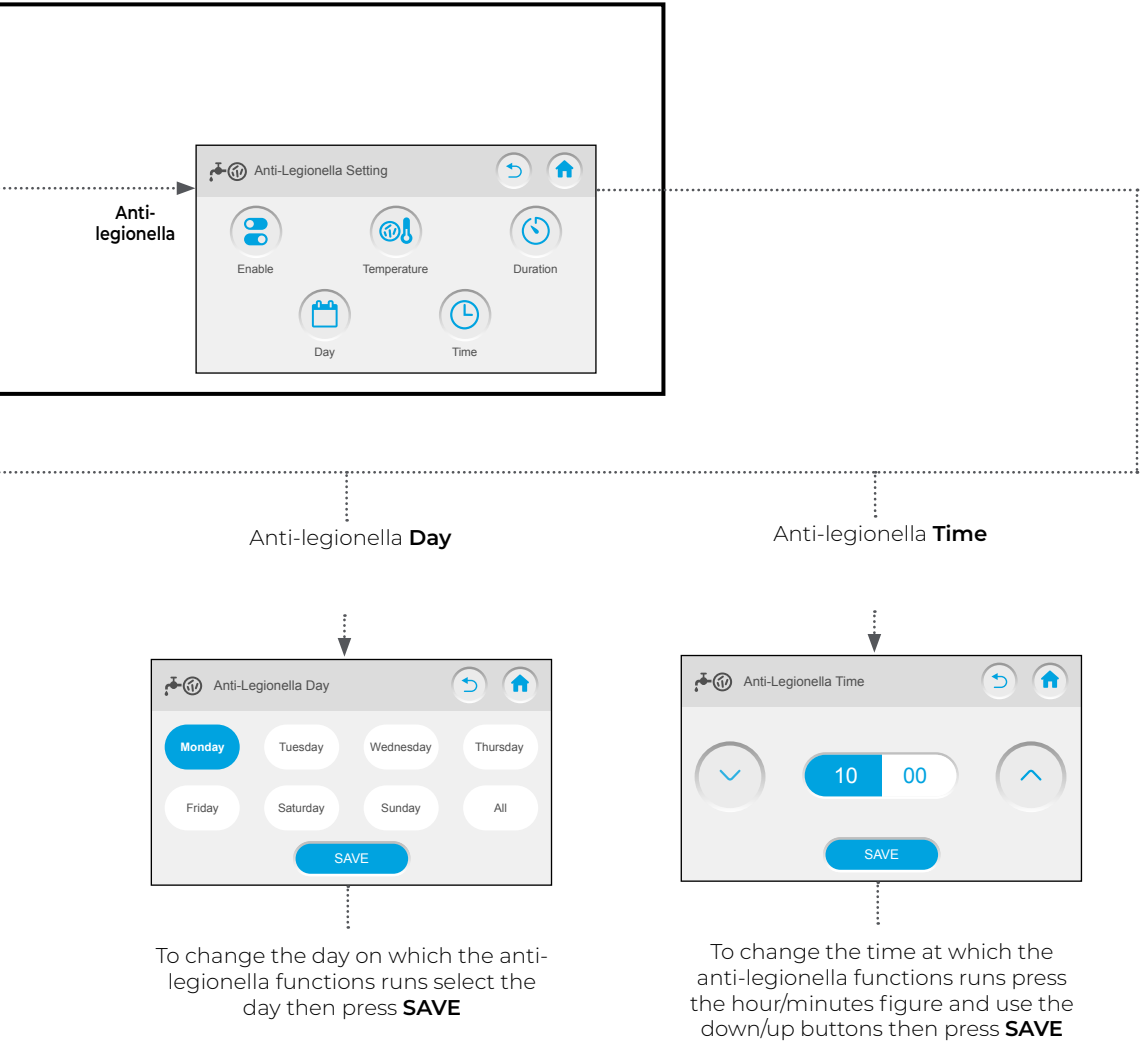 Anti-Legionella Setting
Anti-
legionella
Enable
Temperature
Duration
Day
Time
Anti-legionella Day
Anti-legionella Time
Anti-Legionella Day
Monday
Tuesday
Wednesday
Thursday
Friday
Saturday
Sunday
All
SAVE
Anti-Legionella Time
10 00
SAVE
To change the day on which the anti-
legionella functions runs select the
day then press SAVE
To change the time at which the
anti-legionella functions runs press
the hour/minutes figure and use the
down/up buttons then press SAVE